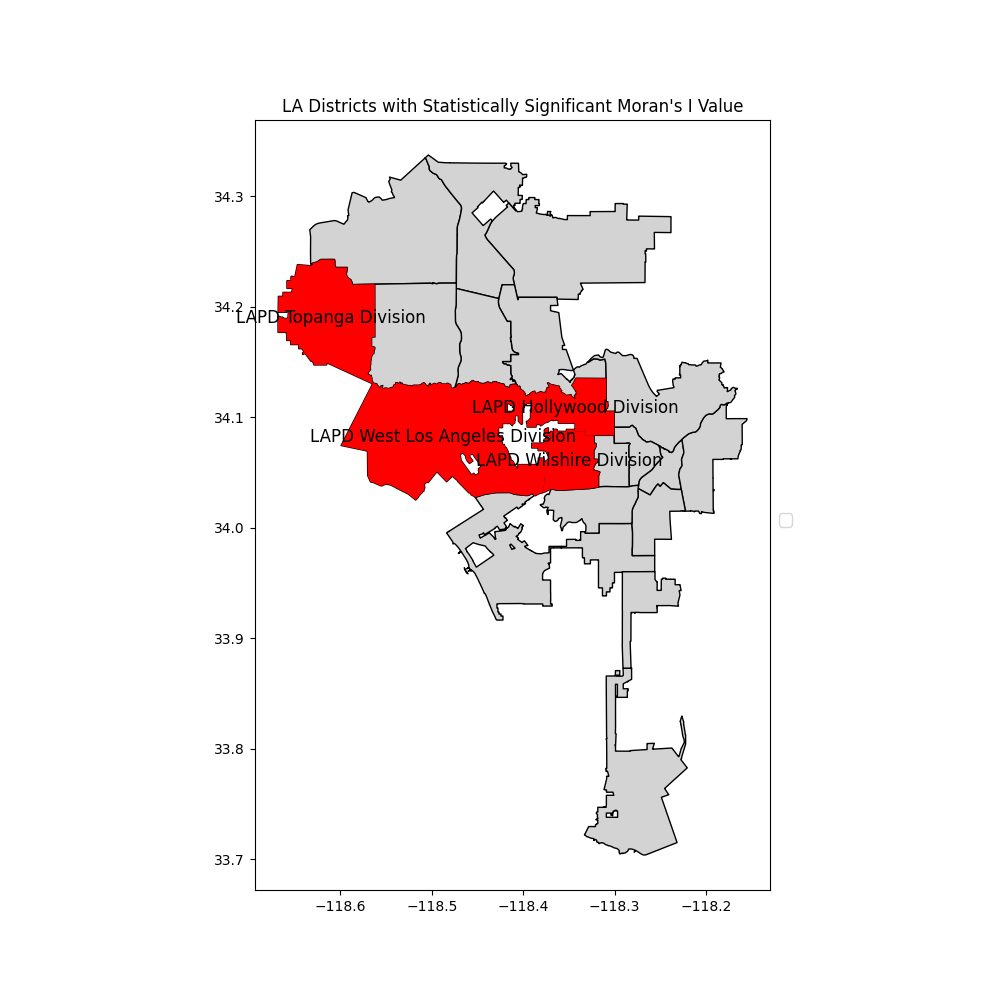 LA Districts with Statistically Significant Moran's I Value
34.3
34.2
LAPD Topanga Division
34.1
LAPD Hollywood Division
LAPD West Los Angeles Division
LAPD Wilshire Division
34.0
33.9
33.8
33.7
−118.6 −118.5 −118.4 −118.3 −118.2